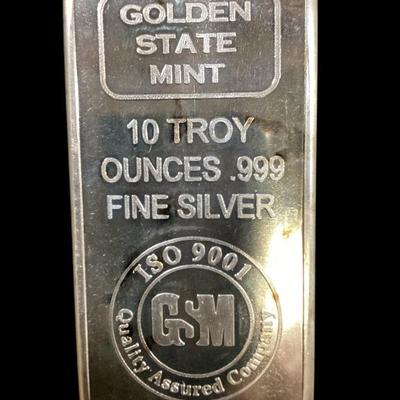 GOLDEN
STATE
MINT
10 TROY
OUNCES .999
FINE SILVER
ISO 9001
GSM
Quality Assured Company